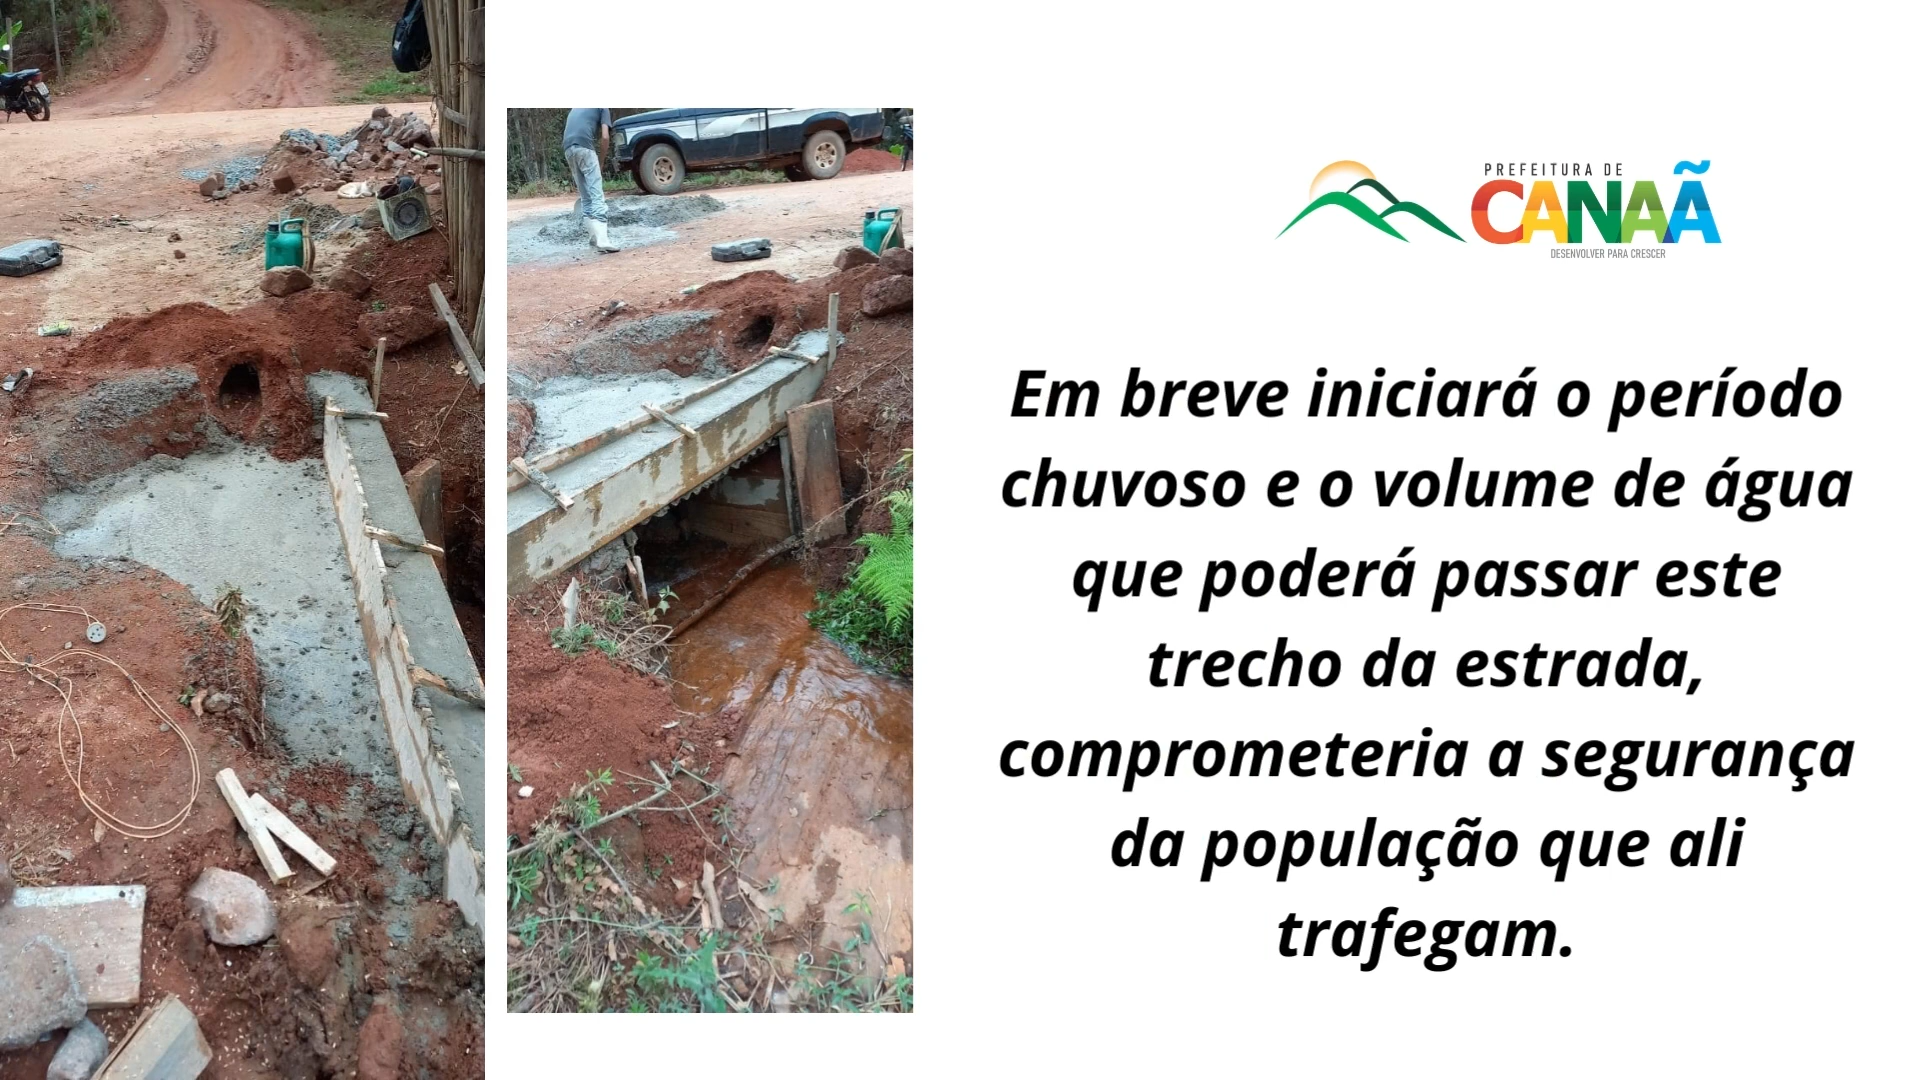 PREFEITURA DE
CANAÃ
DESENVOLVER PARA CRESCER
Em breve iniciará o período
chuvoso e o volume de água
que poderá passar este
trecho da estrada,
comprometeria a segurança
da população que ali
trafegam.